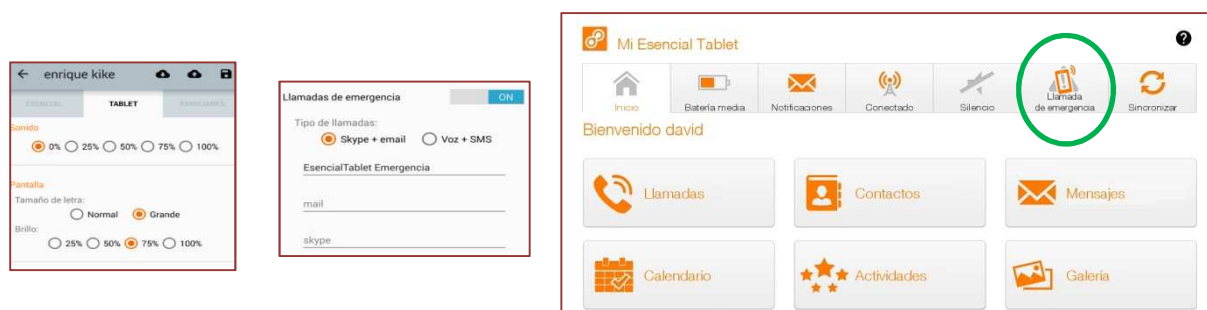 enrique kike
ESENCIAL TABLET FAMILIARES
Sonido
0% 25% 50% 75% 100%
Pantalla
Tamaño de letra:
Normal Grande
Brillo:
25% 50% 75% 100%
Llamadas de emergencia ON
Tipo de llamadas:
Skype + email Voz + SMS
EsencialTablet Emergencia
mail
skype
Mi Esencial Tablet
Inicio Batería media Notificaciones Conectado Silencio Llamada de emergencia Sincronizar
Bienvenido david
Llamadas Contactos Mensajes
Calendario Actividades Galería